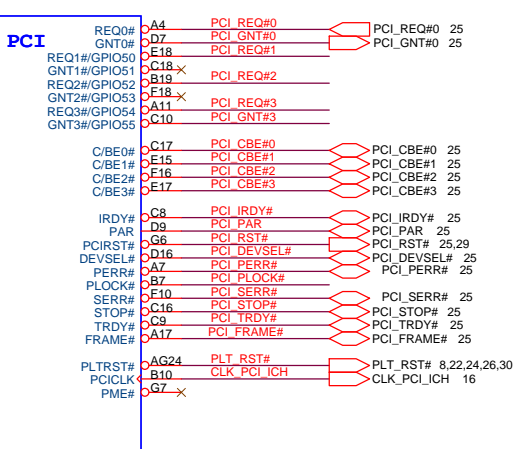 PCI
REQ0# A4 PCI_REQ#0 PCI_REQ#0 25
GNT0# D7 PCI_GNT#0 PCI_GNT#0 25
REQ1#/GPIO50 E18 PCI_REQ#1
GNT1#/GPIO51 C18
REQ2#/GPIO52 B19 PCI_REQ#2
GNT2#/GPIO53 F18
REQ3#/GPIO54 A11 PCI_REQ#3
GNT3#/GPIO55 C10 PCI_GNT#3
C/BE0# C17 PCI_CBE#0 PCI_CBE#0 25
C/BE1# E15 PCI_CBE#1 PCI_CBE#1 25
C/BE2# F16 PCI_CBE#2 PCI_CBE#2 25
C/BE3# E17 PCI_CBE#3 PCI_CBE#3 25
IRDY# C8 PCI_IRDY# PCI_IRDY# 25
PAR D9 PCI_PAR PCI_PAR 25
PCIRST# G6 PCI_RST# PCI_RST# 25,29
DEVSEL# D16 PCI_DEVSEL# PCI_DEVSEL# 25
PERR# A7 PCI_PERR# PCI_PERR# 25
PLOCK# B7 PCI_PLOCK#
SERR# F10 PCI_SERR# PCI_SERR# 25
STOP# C16 PCI_STOP# PCI_STOP# 25
TRDY# C9 PCI_TRDY# PCI_TRDY# 25
FRAME# A17 PCI_FRAME# PCI_FRAME# 25
PLTRST# AG24 PLT_RST# PLT_RST# 8,22,24,26,30
PCICLK B10 CLK_PCI_ICH CLK_PCI_ICH 16
PME# G7